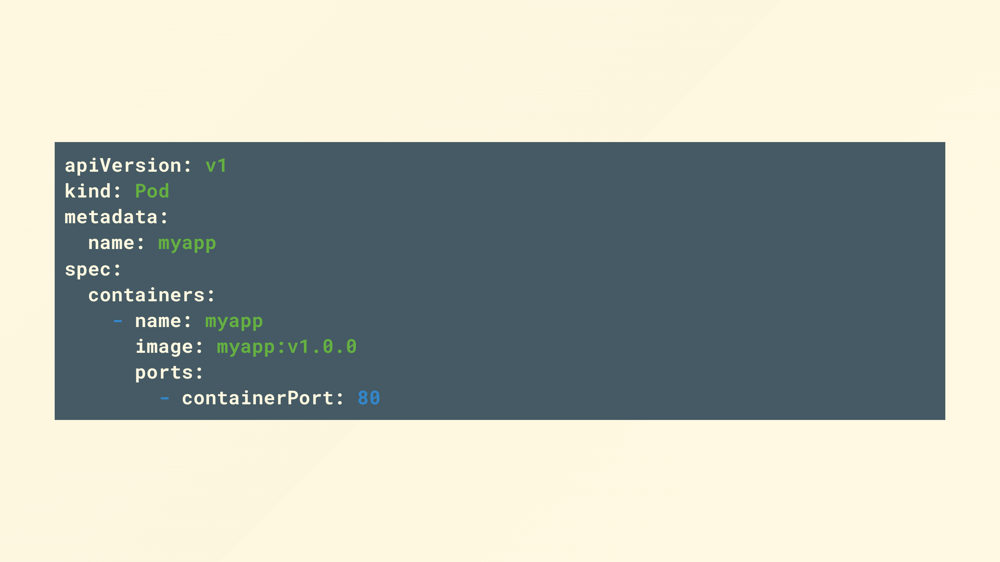 apiVersion: v1
kind: Pod
metadata:
  name: myapp
spec:
  containers:
    - name: myapp
      image: myapp:v1.0.0
      ports:
        - containerPort: 80